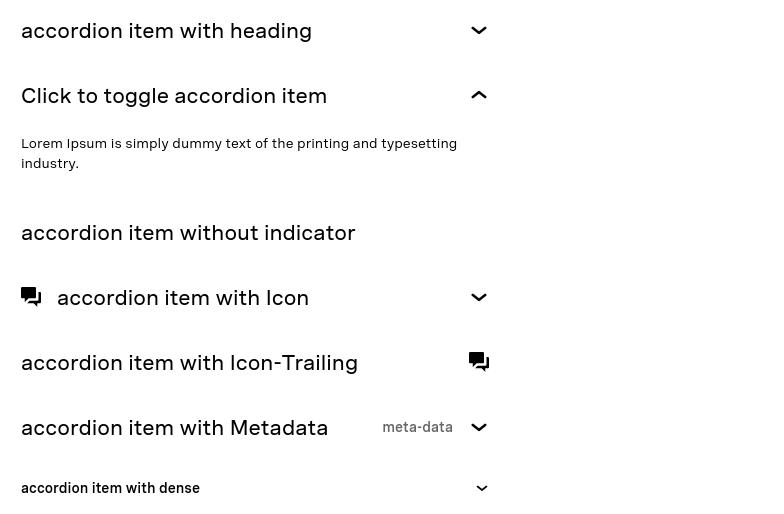 accordion item with heading
Click to toggle accordion item
Lorem Ipsum is simply dummy text of the printing and typesetting
industry.
accordion item without indicator
accordion item with Icon
accordion item with Icon-Trailing
accordion item with Metadata meta-data
accordion item with dense